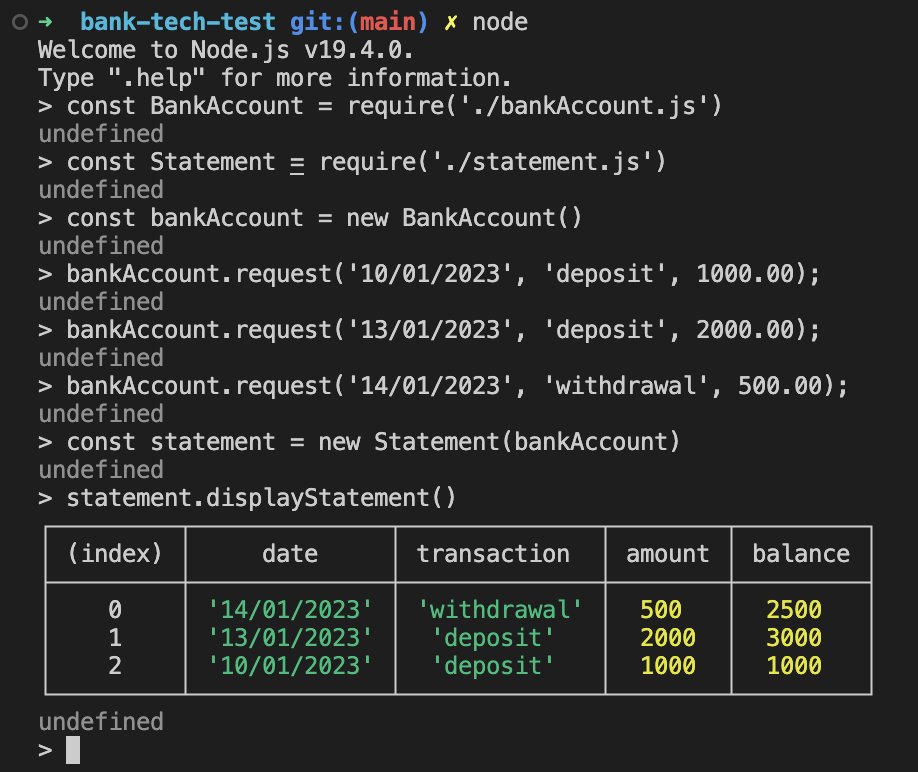 ➜ bank-tech-test git:(main) ✗ node
Welcome to Node.js v19.4.0.
Type ".help" for more information.
> const BankAccount = require('./bankAccount.js')
undefined
> const Statement = require('./statement.js')
undefined
> const bankAccount = new BankAccount()
undefined
> bankAccount.request('10/01/2023', 'deposit', 1000.00);
undefined
> bankAccount.request('13/01/2023', 'deposit', 2000.00);
undefined
> bankAccount.request('14/01/2023', 'withdrawal', 500.00);
undefined
> const statement = new Statement(bankAccount)
undefined
> statement.displayStatement()
(index) date transaction amount balance
0 '14/01/2023' 'withdrawal' 500 2500
1 '13/01/2023' 'deposit' 2000 3000
2 '10/01/2023' 'deposit' 1000 1000
undefined
>